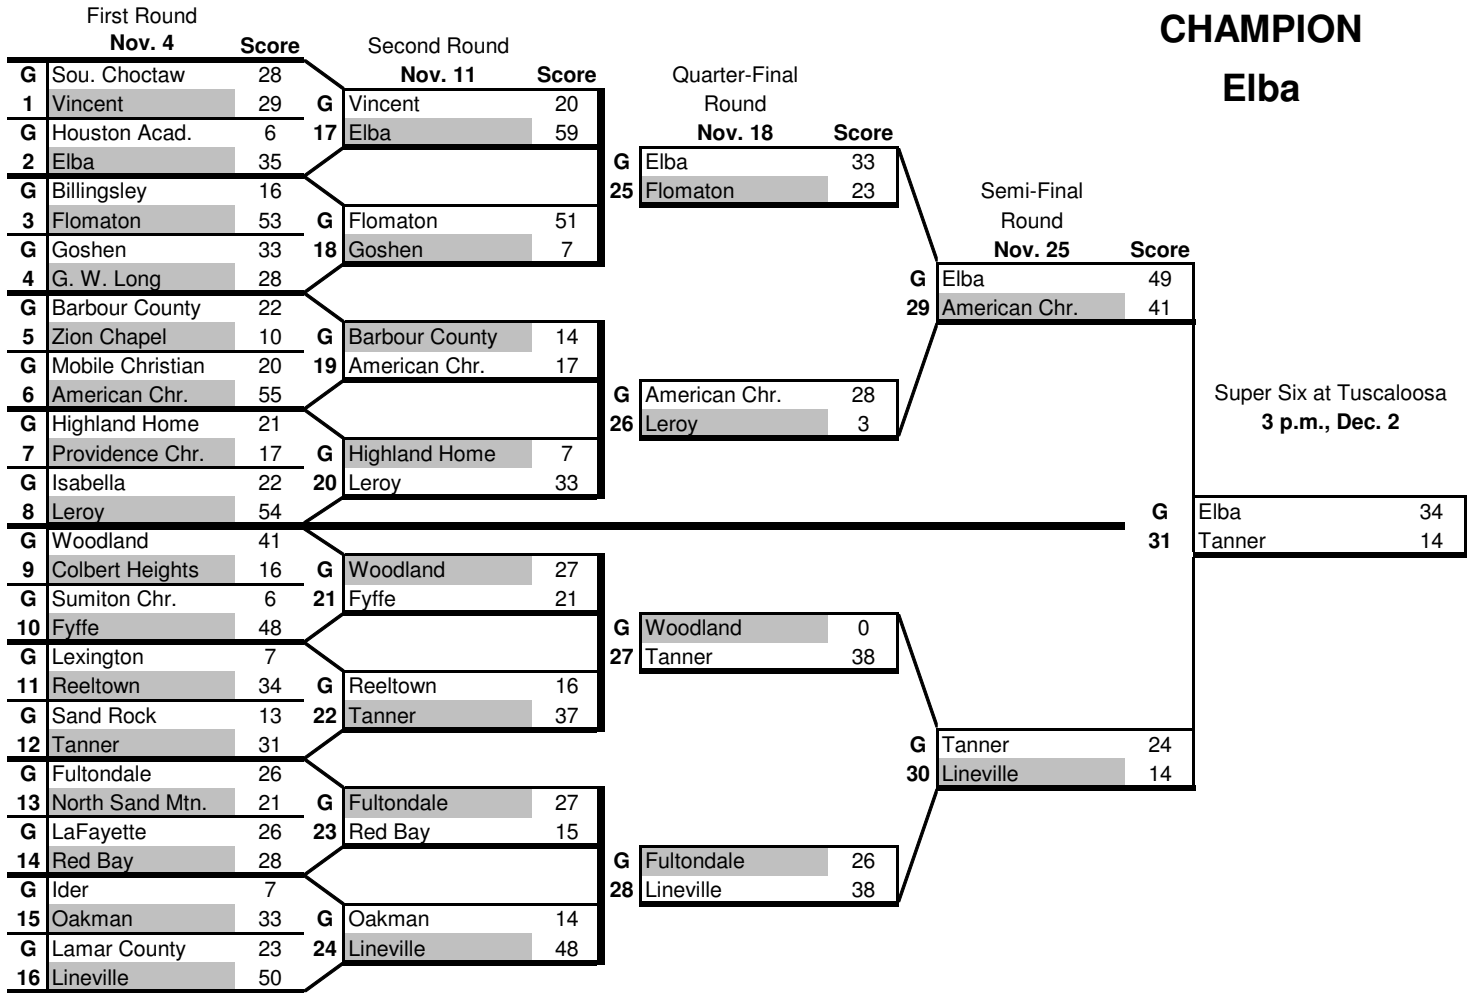 First Round
Nov. 4 Score
G Sou. Choctaw 28
1 Vincent 29
G Houston Acad. 6
2 Elba 35
G Billingsley 16
3 Flomaton 53
G Goshen 33
4 G. W. Long 28
G Barbour County 22
5 Zion Chapel 10
G Mobile Christian 20
6 American Chr. 55
G Highland Home 21
7 Providence Chr. 17
G Isabella 22
8 Leroy 54
G Woodland 41
9 Colbert Heights 16
G Sumiton Chr. 6
10 Fyffe 48
G Lexington 7
11 Reeltown 34
G Sand Rock 13
12 Tanner 31
G Fultondale 26
13 North Sand Mtn. 21
G LaFayette 26
14 Red Bay 28
G Ider 7
15 Oakman 33
G Lamar County 23
16 Lineville 50
Second Round
Nov. 11 Score
G Vincent 20
17 Elba 59
G Flomaton 51
18 Goshen 7
G Barbour County 14
19 American Chr. 17
G Highland Home 7
20 Leroy 33
G Woodland 27
21 Fyffe 21
G Reeltown 16
22 Tanner 37
G Fultondale 27
23 Red Bay 15
G Oakman 14
24 Lineville 48
Quarter-Final
Round
Nov. 18 Score
G Elba 33
25 Flomaton 23
G American Chr. 28
26 Leroy 3
G Woodland 0
27 Tanner 38
G Fultondale 26
28 Lineville 38
Semi-Final
Round
Nov. 25 Score
G Elba 49
29 American Chr. 41
G Tanner 24
30 Lineville 14
CHAMPION
Elba
Super Six at Tuscaloosa
3 p.m., Dec. 2
G Elba 34
31 Tanner 14